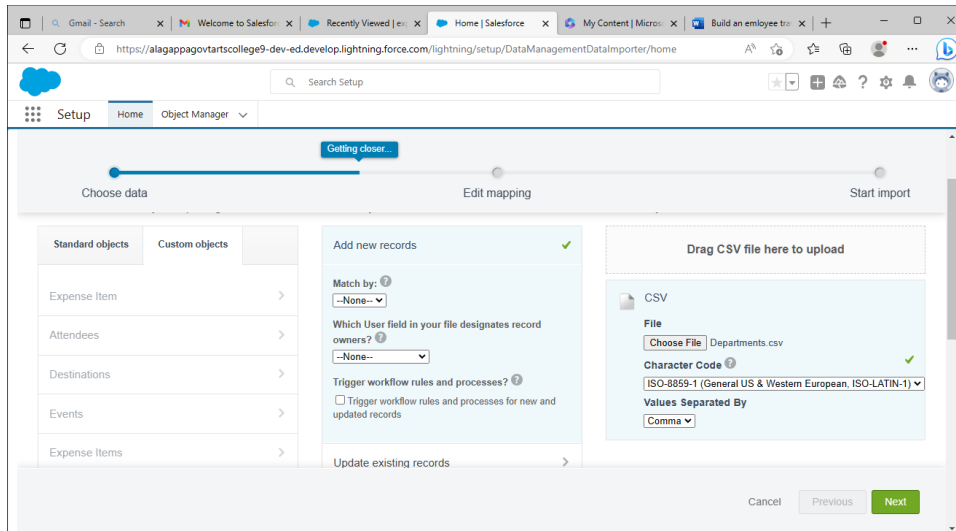 Gmail - Search
Welcome to Salesfor
Recently Viewed | ex
Home | Salesforce
My Content | Micros
Build an emloyee tra
https://alagappagovtartscollege9-dev-ed.develop.lightning.force.com/lightning/setup/DataManagementDataImporter/home
Search Setup
Setup
Home
Object Manager
Getting closer...
Choose data
Edit mapping
Start import
Standard objects
Custom objects
Expense Item
Attendees
Destinations
Events
Expense Items
Add new records
Match by:
--None--
Which User field in your file designates record
owners?
--None--
Trigger workflow rules and processes?
Trigger workflow rules and processes for new and
updated records
Update existing records
Drag CSV file here to upload
CSV
File
Choose File Departments.csv
Character Code
ISO-8859-1 (General US & Western European, ISO-LATIN-1)
Values Separated By
Comma
Cancel
Previous
Next